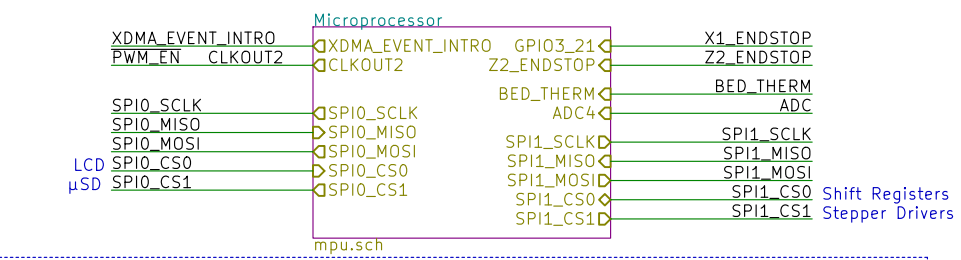 Microprocessor
XDMA_EVENT_INTRO XDMA_EVENT_INTRO GPIO3_21 X1_ENDSTOP
PWM_EN CLKOUT2 CLKOUT2 Z2_ENDSTOP Z2_ENDSTOP
BED_THERM BED_THERM
SPI0_SCLK SPI0_SCLK ADC4 ADC
SPI0_MISO SPI0_MISO SPI1_SCLK SPI1_SCLK
SPI0_MOSI SPI0_MOSI SPI1_MISO SPI1_MISO
LCD SPI0_CS0 SPI0_CS0 SPI1_MOSI SPI1_MOSI
µSD SPI0_CS1 SPI0_CS1 SPI1_CS0 SPI1_CS0 Shift Registers
SPI1_CS1 SPI1_CS1 Stepper Drivers
mpu.sch